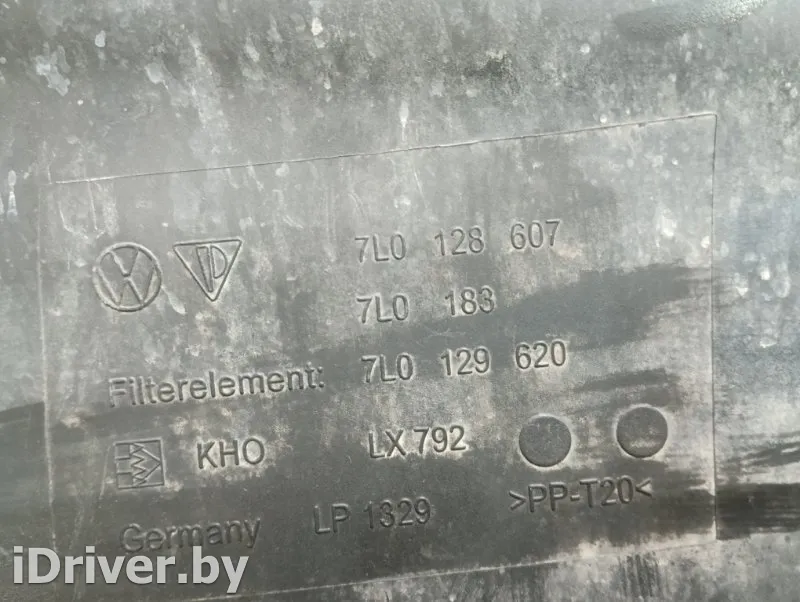 7L0 128 607
7L0 183
Filterelement: 7L0 129 620
KHO LX 792
Germany LP 1329 >PP-T20<
iDriver.by